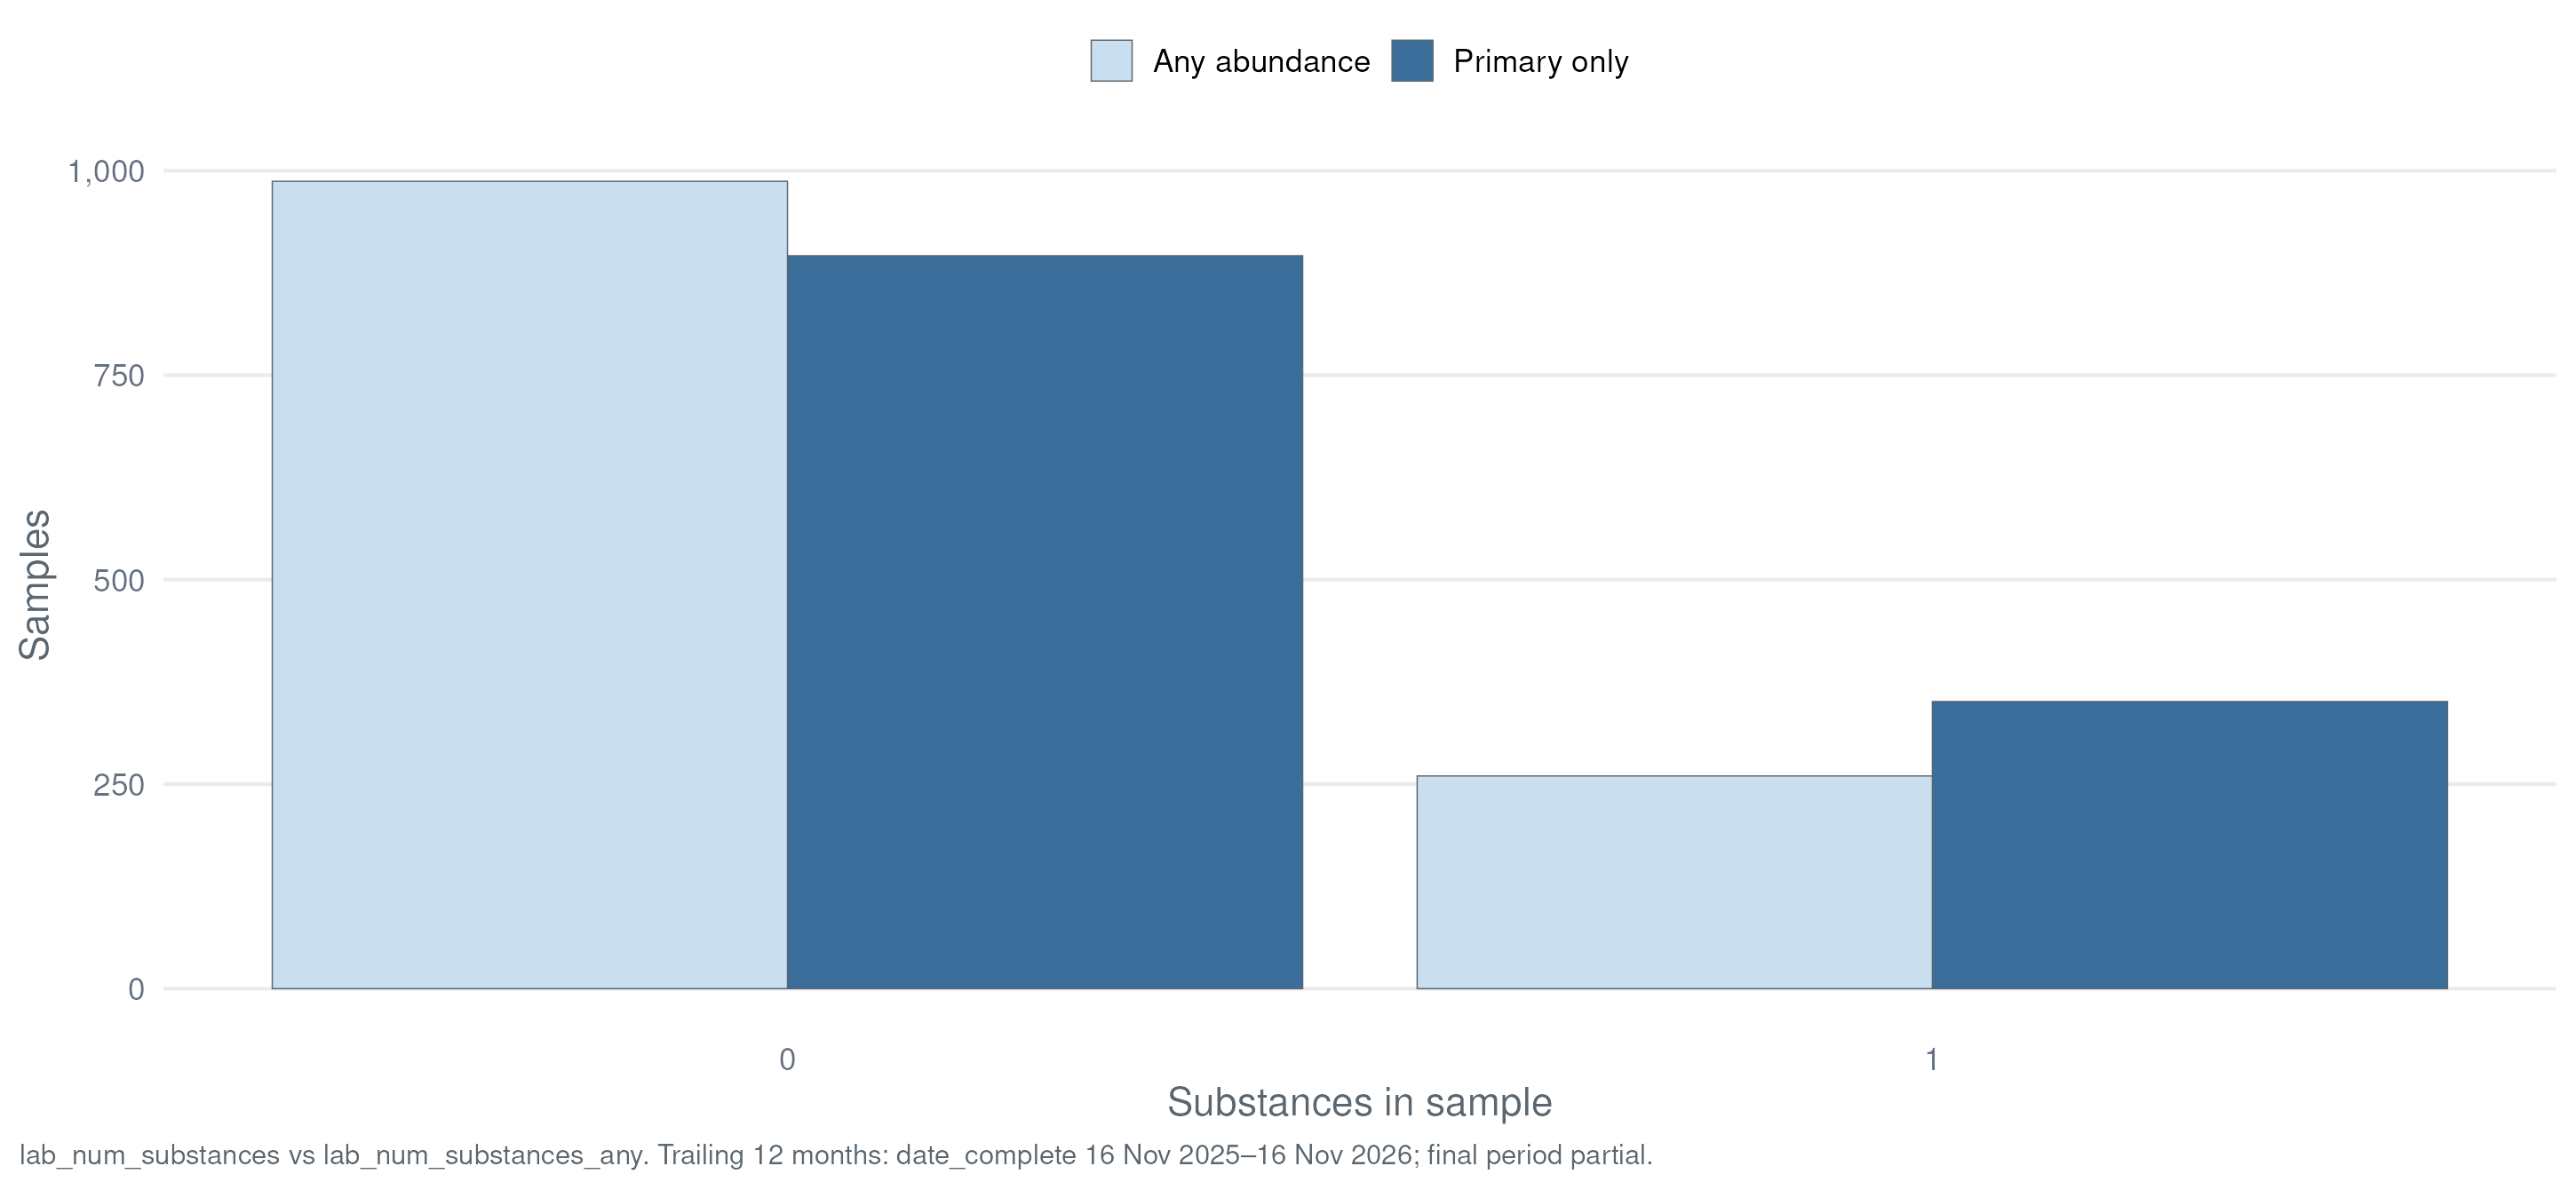 Any abundance Primary only
1,000
750
500
250
0
Samples
0 1
Substances in sample
lab_num_substances vs lab_num_substances_any. Trailing 12 months: date_complete 16 Nov 2025–16 Nov 2026; final period partial.